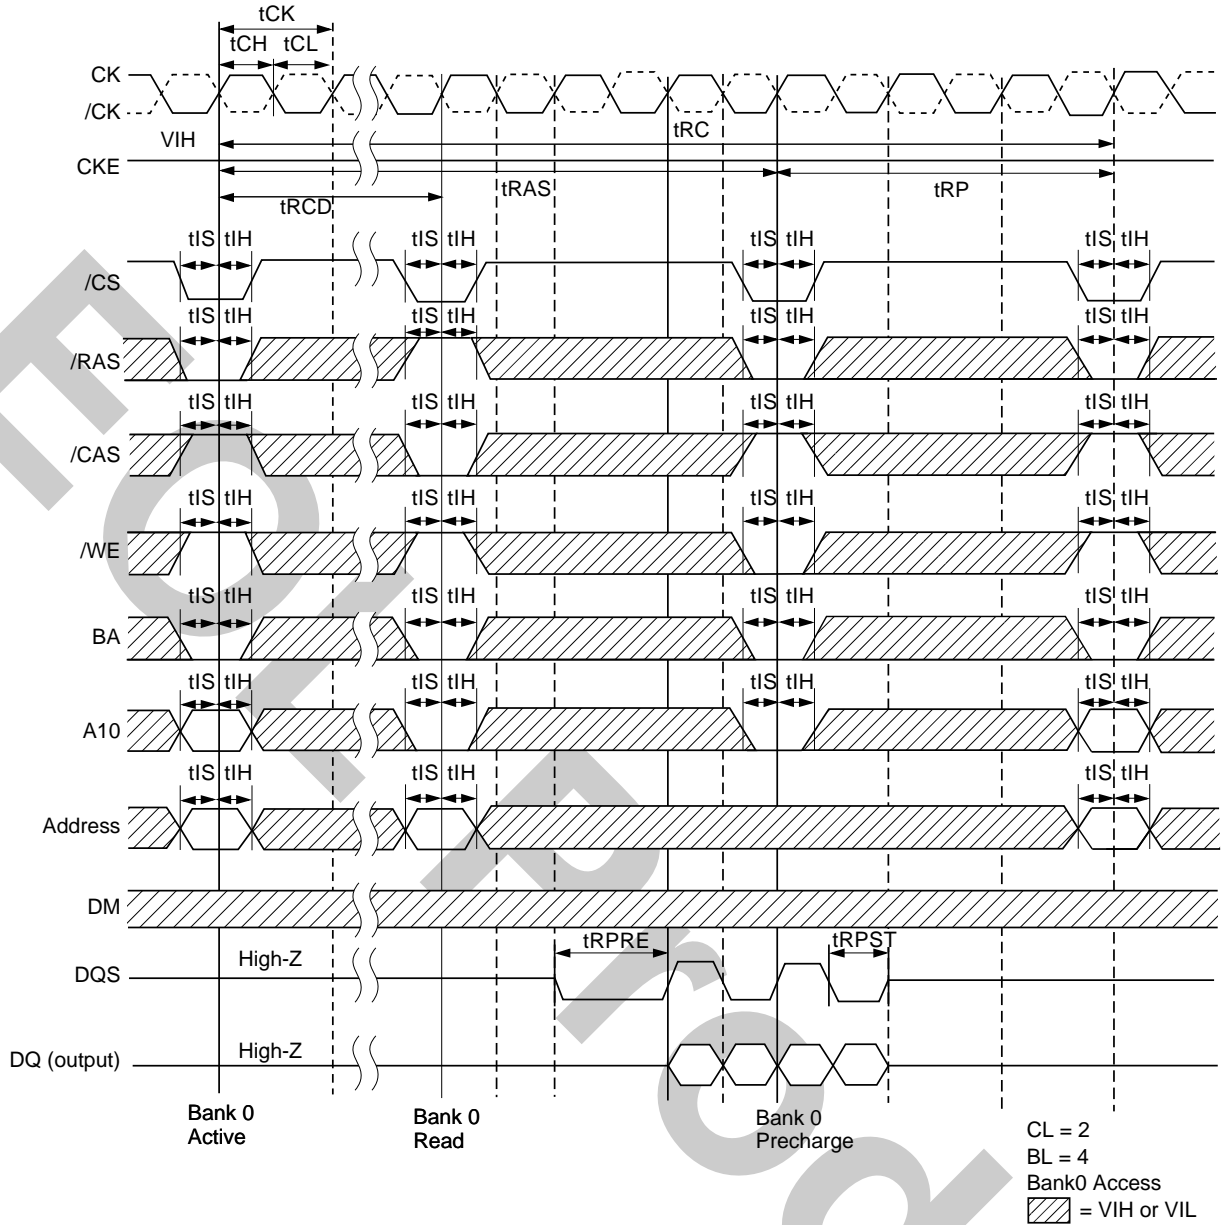 tCK
tCH tCL
CK
/CK
VIH
tRC
CKE
tRAS
tRP
tRCD
tIS tIH tIS tIH tIS tIH tIS tIH
/CS
tIS tIH tIS tIH tIS tIH tIS tIH
/RAS
tIS tIH tIS tIH tIS tIH tIS tIH
/CAS
tIS tIH tIS tIH tIS tIH tIS tIH
/WE
tIS tIH tIS tIH tIS tIH tIS tIH
BA
tIS tIH tIS tIH tIS tIH tIS tIH
A10
tIS tIH tIS tIH tIS tIH
Address
DM
tRPRE tRPST
High-Z
DQS
High-Z
DQ (output)
Bank 0
Active
Bank 0
Read
Bank 0
Precharge
CL = 2
BL = 4
Bank0 Access
= VIH or VIL
EOL Prod